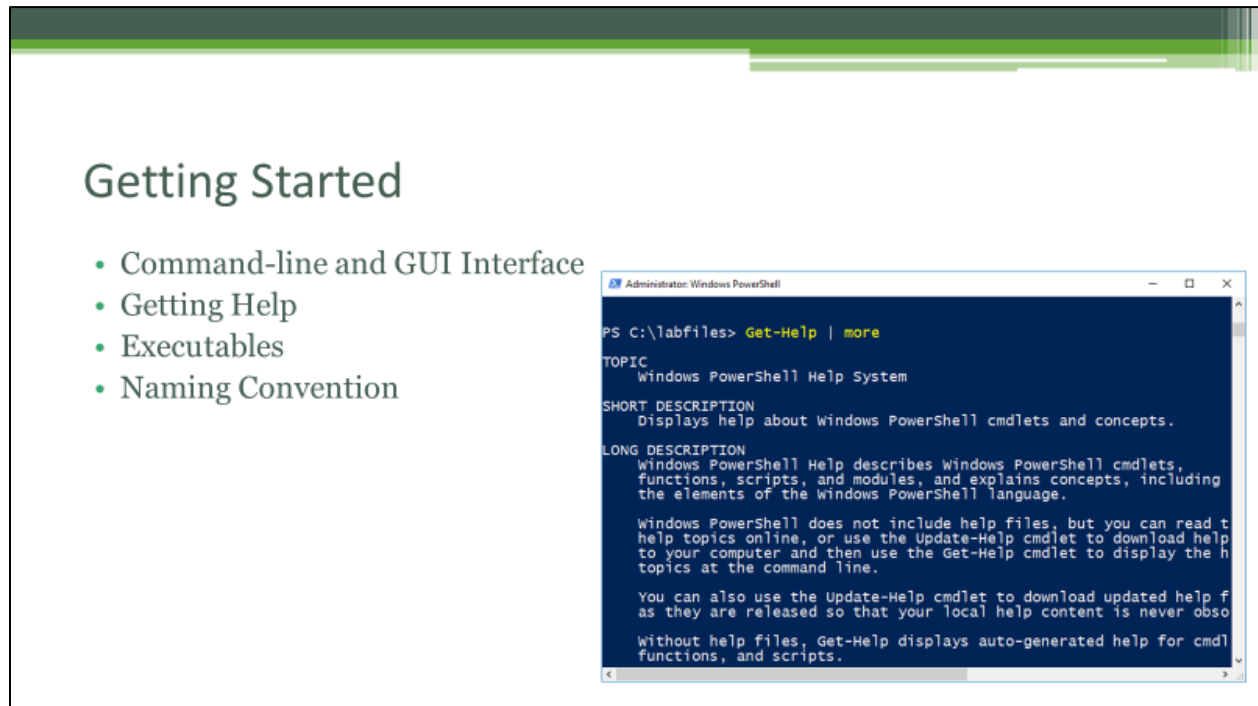 Getting Started
• Command-line and GUI Interface
• Getting Help
• Executables
• Naming Convention
Administrator: Windows PowerShell
PS C:\labfiles> Get-Help | more
TOPIC
Windows PowerShell Help System
SHORT DESCRIPTION
Displays help about Windows PowerShell cmdlets and concepts.
LONG DESCRIPTION
Windows PowerShell Help describes Windows PowerShell cmdlets,
functions, scripts, and modules, and explains concepts, including
the elements of the Windows PowerShell language.
Windows PowerShell does not include help files, but you can read t
help topics online, or use the Update-Help cmdlet to download help
to your computer and then use the Get-Help cmdlet to display the h
topics at the command line.
You can also use the Update-Help cmdlet to download updated help f
as they are released so that your local help content is never obso
Without help files, Get-Help displays auto-generated help for cmdl
functions, and scripts.